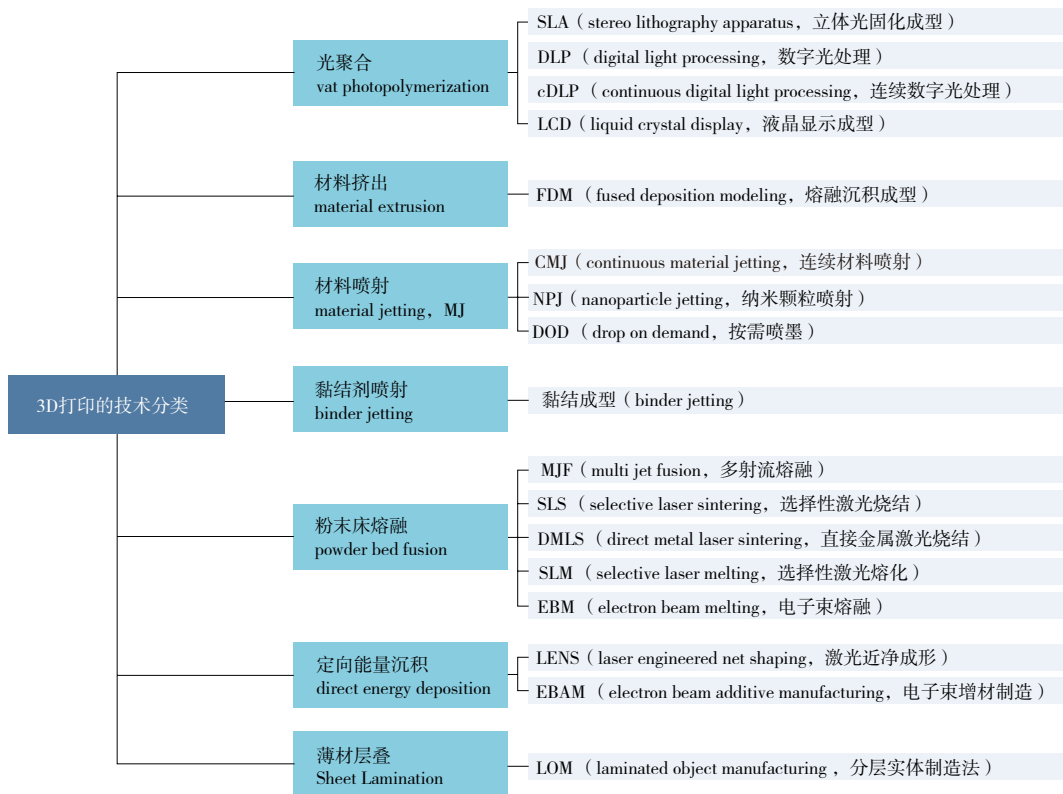 3D打印的技术分类
光聚合
vat photopolymerization
SLA（stereo lithography apparatus，立体光固化成型）
DLP（digital light processing，数字光处理）
cDLP（continuous digital light processing，连续数字光处理）
LCD（liquid crystal display，液晶显示成型）
材料挤出
material extrusion
FDM （fused deposition modeling，熔融沉积成型）
材料喷射
material jetting，MJ
CMJ（continuous material jetting，连续材料喷射）
NPJ（nanoparticle jetting，纳米颗粒喷射）
DOD （drop on demand，按需喷墨）
黏结剂喷射
binder jetting
黏结成型（binder jetting）
粉末床熔融
powder bed fusion
MJF（multi jet fusion，多射流熔融）
SLS （selective laser sintering，选择性激光烧结）
DMLS（direct metal laser sintering，直接金属激光烧结）
SLM （selective laser melting，选择性激光熔化）
EBM （electron beam melting，电子束熔融）
定向能量沉积
direct energy deposition
LENS（laser engineered net shaping，激光近净成形）
EBAM（electron beam additive manufacturing，电子束增材制造）
薄材层叠
Sheet Lamination
LOM （laminated object manufacturing ，分层实体制造法）